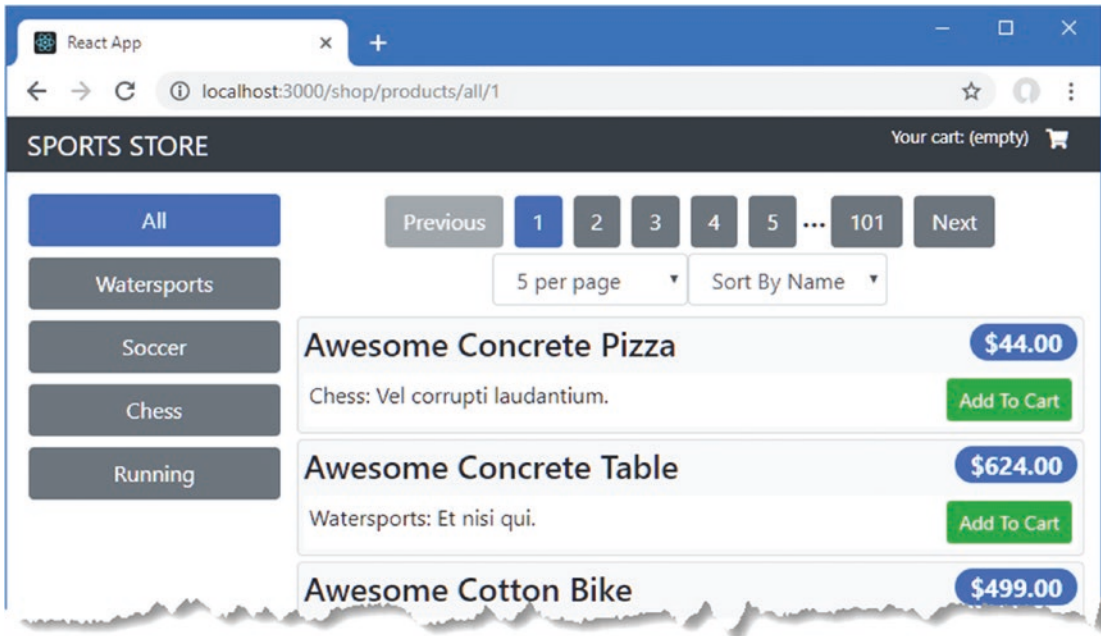 React App
localhost:3000/shop/products/all/1
SPORTS STORE
Your cart: (empty)
All
Watersports
Soccer
Chess
Running
Previous 1 2 3 4 5 ... 101 Next
5 per page Sort By Name
Awesome Concrete Pizza $44.00
Chess: Vel corrupti laudantium. Add To Cart
Awesome Concrete Table $624.00
Watersports: Et nisi qui. Add To Cart
Awesome Cotton Bike $499.00